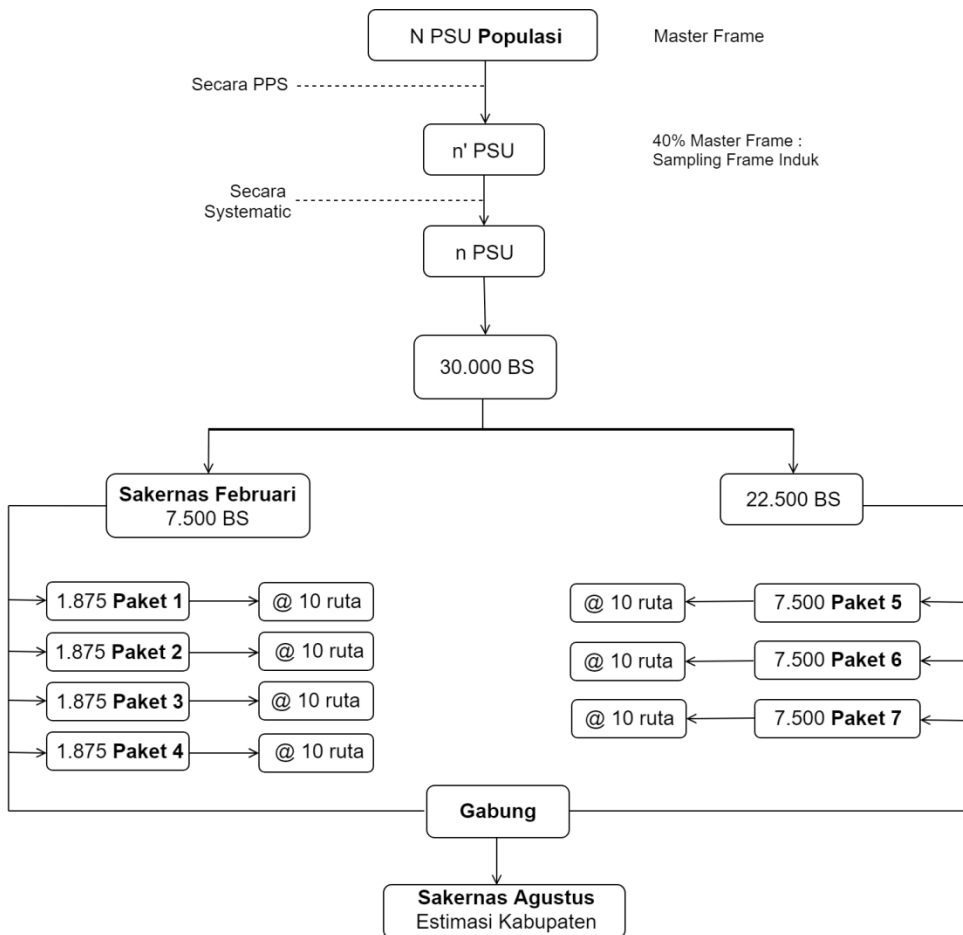 N PSU Populasi
Master Frame
Secara PPS
n' PSU
40% Master Frame :
Sampling Frame Induk
Secara
Systematic
n PSU
30.000 BS
Sakernas Februari
7.500 BS
22.500 BS
1.875 Paket 1
@ 10 ruta
@ 10 ruta
7.500 Paket 5
1.875 Paket 2
@ 10 ruta
@ 10 ruta
7.500 Paket 6
1.875 Paket 3
@ 10 ruta
@ 10 ruta
7.500 Paket 7
1.875 Paket 4
@ 10 ruta
Gabung
Sakernas Agustus
Estimasi Kabupaten